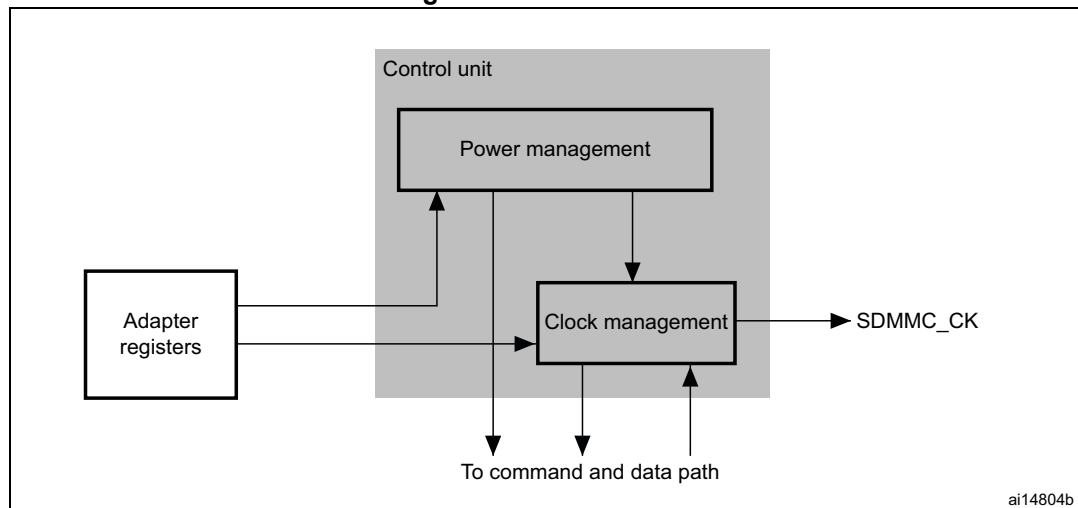 Control unit
Power management
Adapter
registers
Clock management
SDMMC_CK
To command and data path
ai14804b